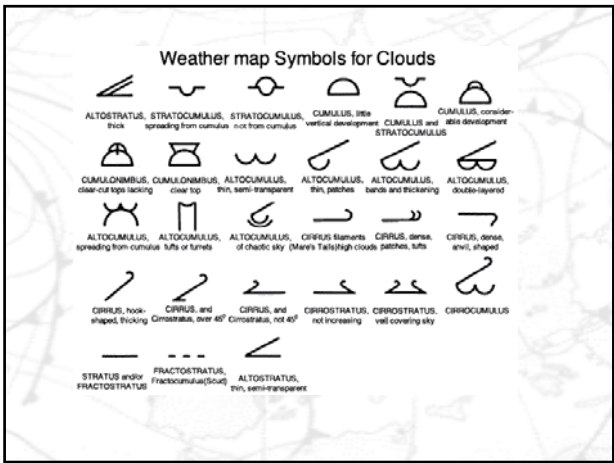 Weather map Symbols for Clouds
ALTOSTRATUS,
thick
STRATOCUMULUS,
spreading from cumulus
STRATOCUMULUS,
not from cumulus
CUMULUS, little
vertical development
CUMULUS and
STRATOCUMULUS
CUMULUS, consider-
able development
CUMULONIMBUS,
clear-cut tops lacking
CUMULONIMBUS,
clear top
ALTOCUMULUS,
thin, semi-transparent
ALTOCUMULUS,
thin, patches
ALTOCUMULUS,
bands and thickening
ALTOCUMULUS,
double-layered
ALTOCUMULUS,
spreading from cumulus
ALTOCUMULUS,
tufts or turrets
ALTOCUMULUS,
of chaotic sky
CIRRUS filaments
(Mare's Tails)high clouds
CIRRUS, dense,
patches, tufts
CIRRUS, dense,
anvil, shaped
CIRRUS, hook-
shaped, thicking
CIRRUS, and
Cirrostratus, over 45⁰
CIRRUS, and
Cirrostratus, not 45⁰
CIRROSTRATUS,
not increasing
CIRROSTRATUS,
veil covering sky
CIRROCUMULUS
STRATUS and/or
FRACTOSTRATUS
FRACTOSTRATUS,
Fractocumulus(Scud)
ALTOSTRATUS,
thin, semi-transparent